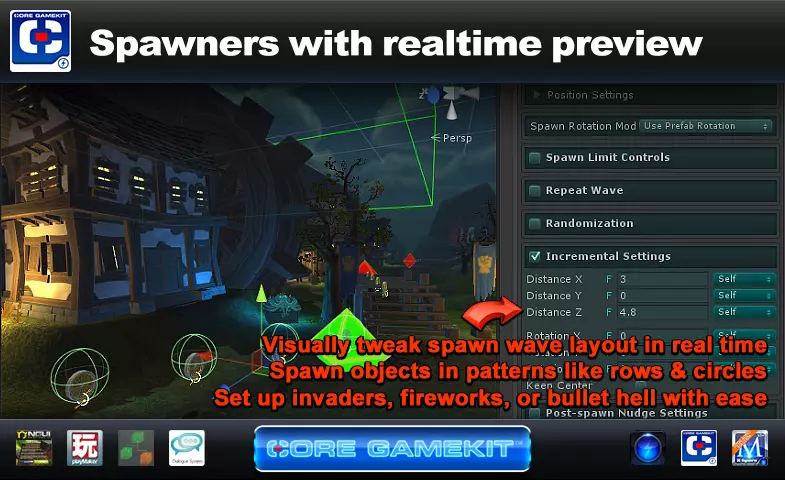 CORE GAMEKIT
Spawners with realtime preview
Position Settings
Persp
Spawn Rotation Mod Use Prefab Rotation
Spawn Limit Controls
Repeat Wave
Randomization
Incremental Settings
Distance X F 3 Self
Distance Y F 0 Self
Distance Z F 4.8 Self
Visually tweak spawn wave layout in real time
Spawn objects in patterns like rows & circles
Keep Center
Set up invaders, fireworks, or bullet hell with ease
Post-spawn Nudge Settings
NGUI
玩
playMaker
Dialogue System
CORE GAMEKIT™